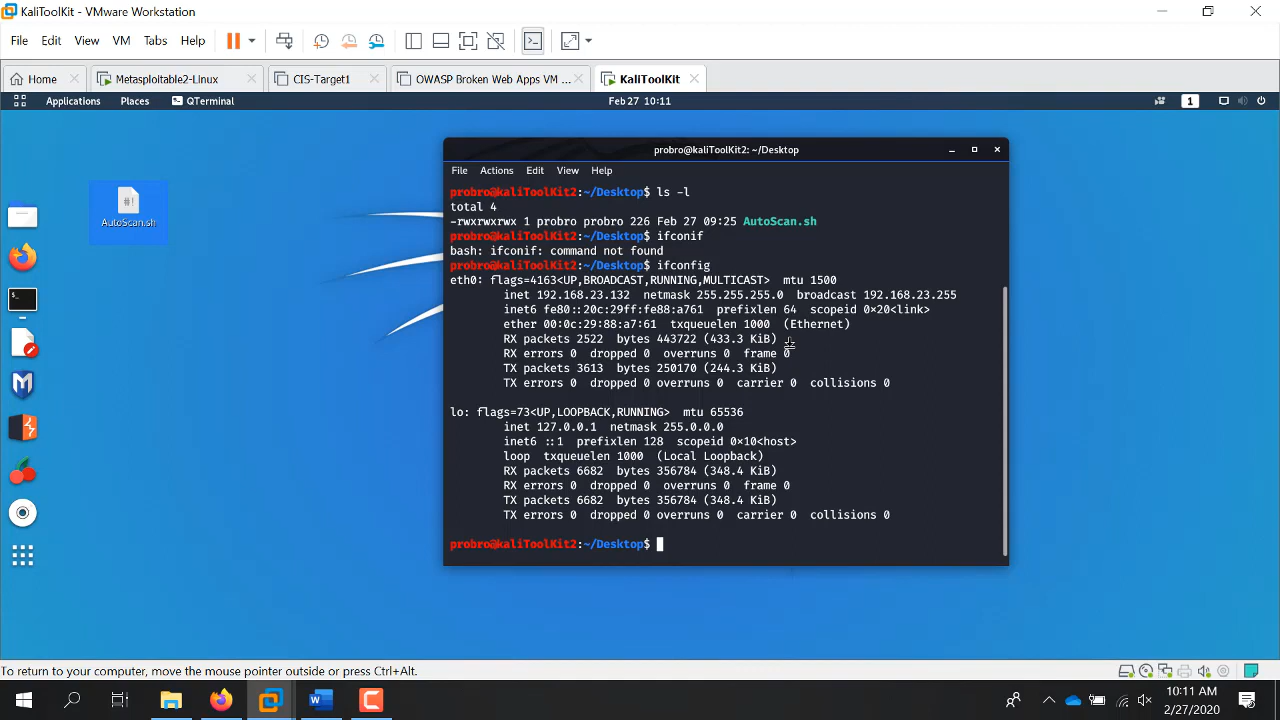 KaliToolKit - VMware Workstation
File Edit View VM Tabs Help
Home Metasploitable2-Linux CIS-Target1 OWASP Broken Web Apps VM ... KaliToolKit
Applications Places QTerminal Feb 27 10:11 1
AutoScan.sh
probro@kaliToolKit2: ~/Desktop
File Actions Edit View Help
probro@kaliToolKit2:~/Desktop$ ls -l
total 4
-rwxrwxrwx 1 probro probro 226 Feb 27 09:25 AutoScan.sh
probro@kaliToolKit2:~/Desktop$ ifconif
bash: ifconif: command not found
probro@kaliToolKit2:~/Desktop$ ifconfig
eth0: flags=4163<UP,BROADCAST,RUNNING,MULTICAST> mtu 1500
inet 192.168.23.132 netmask 255.255.255.0 broadcast 192.168.23.255
inet6 fe80::20c:29ff:fe88:a761 prefixlen 64 scopeid 0×20<link>
ether 00:0c:29:88:a7:61 txqueuelen 1000 (Ethernet)
RX packets 2522 bytes 443722 (433.3 KiB)
RX errors 0 dropped 0 overruns 0 frame 0
TX packets 3613 bytes 250170 (244.3 KiB)
TX errors 0 dropped 0 overruns 0 carrier 0 collisions 0
lo: flags=73<UP,LOOPBACK,RUNNING> mtu 65536
inet 127.0.0.1 netmask 255.0.0.0
inet6 ::1 prefixlen 128 scopeid 0×10<host>
loop txqueuelen 1000 (Local Loopback)
RX packets 6682 bytes 356784 (348.4 KiB)
RX errors 0 dropped 0 overruns 0 frame 0
TX packets 6682 bytes 356784 (348.4 KiB)
TX errors 0 dropped 0 overruns 0 carrier 0 collisions 0
probro@kaliToolKit2:~/Desktop$
To return to your computer, move the mouse pointer outside or press Ctrl+Alt.
10:11 AM
2/27/2020